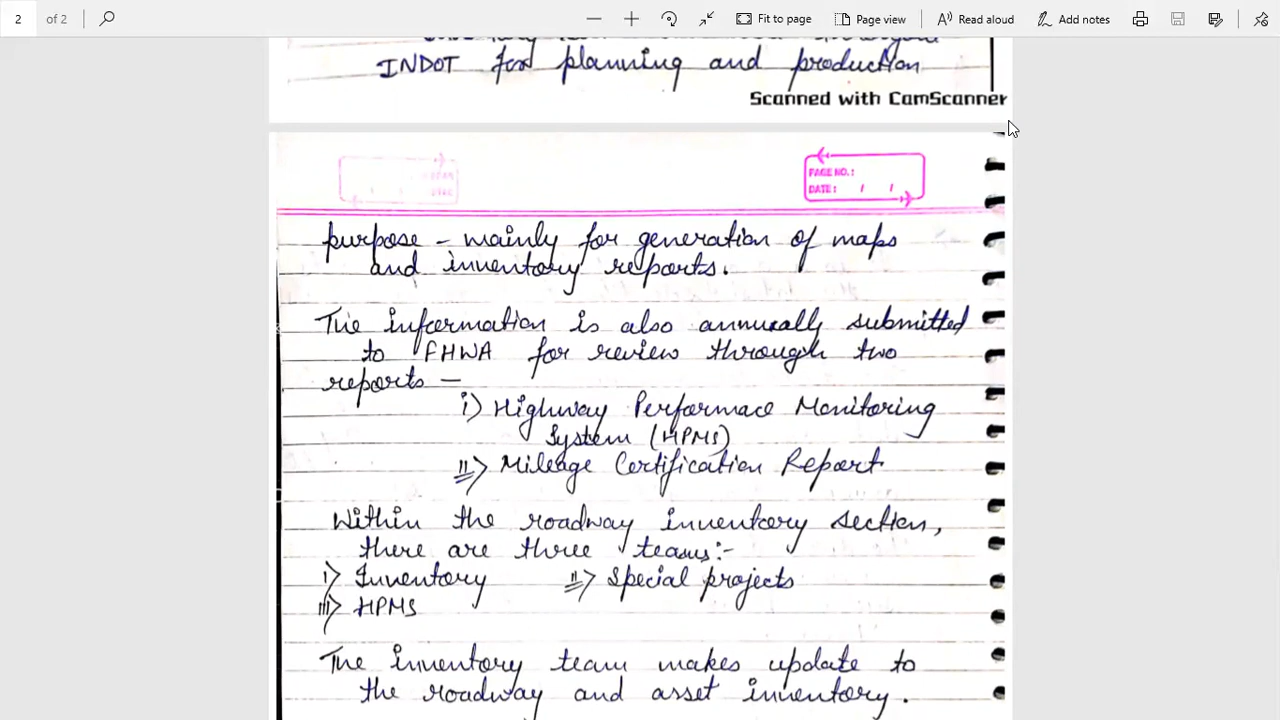 2 of 2 Fit to page Page view Read aloud Add notes
INDOT for planning and production
Scanned with CamScanner
PAGE NO.:
DATE: / /
purpose - mainly for generation of maps
and inventory reports.
The information is also annually submitted
to FHWA for review through two
reports —
i) Highway Performace Monitoring
System (HPMS)
ii) Mileage Certification Report
Within the roadway inventory section,
there are three teams:-
i) Inventory ii) Special projects
iii) HPMS
The inventory team makes update to
the roadway and asset inventory.